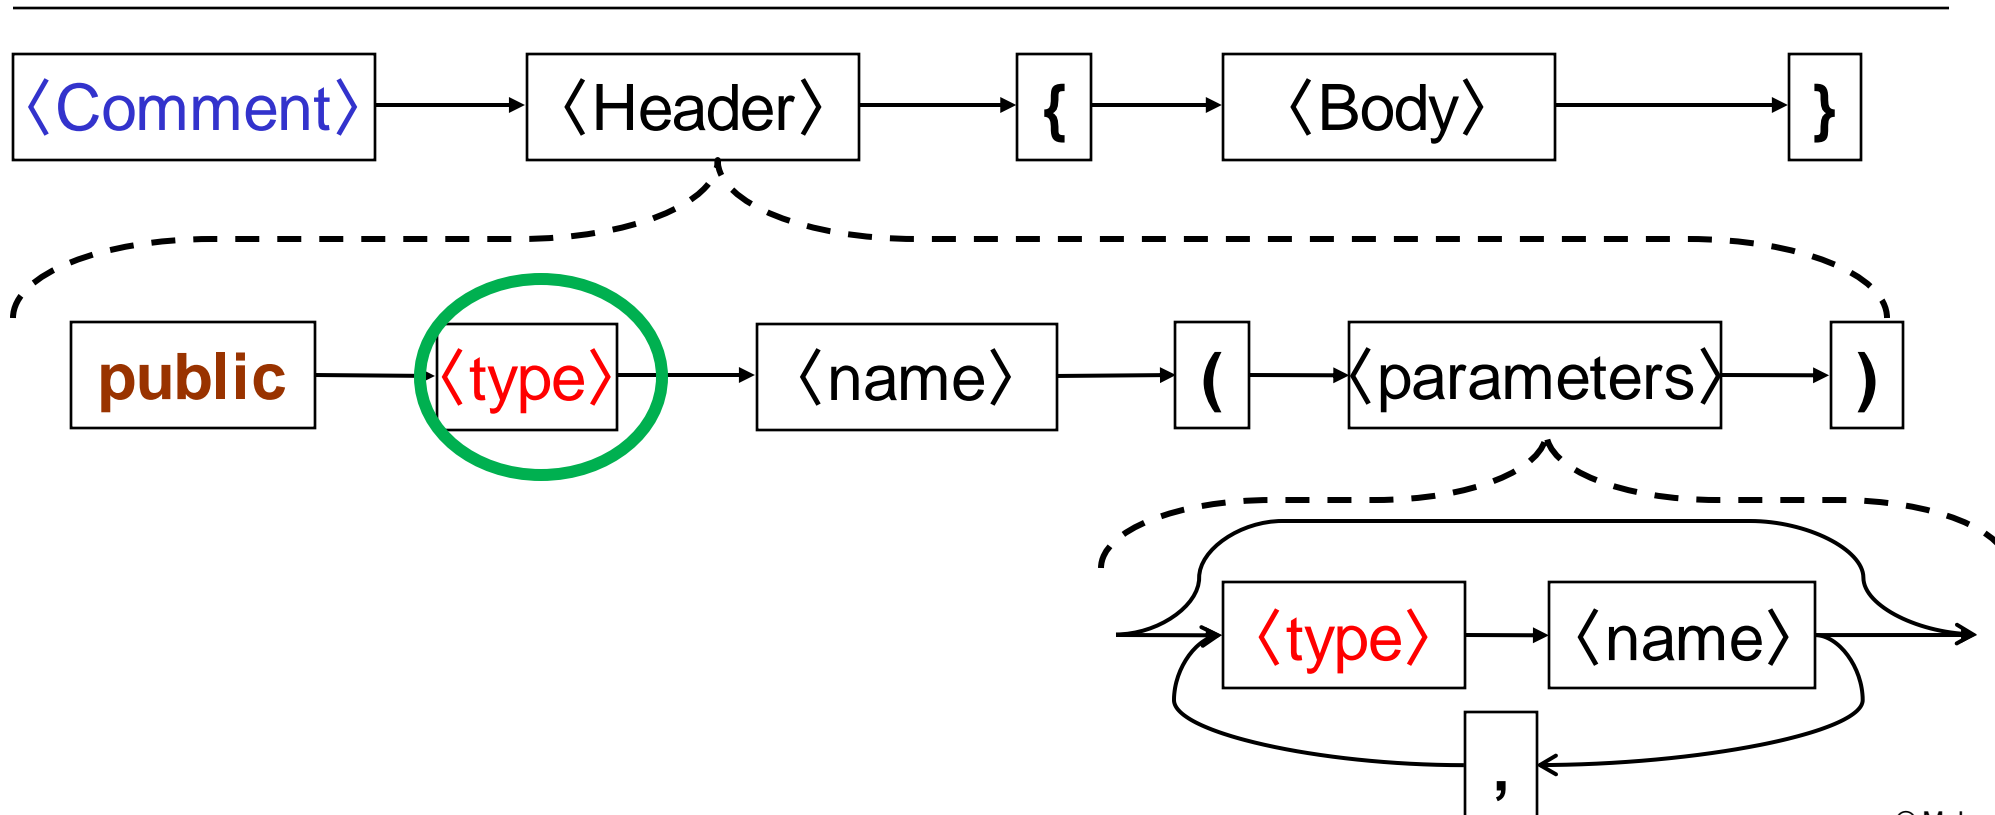 〈Comment〉 〈Header〉 { 〈Body〉 }
public 〈type〉 〈name〉 ( 〈parameters〉 )
〈type〉 〈name〉
,